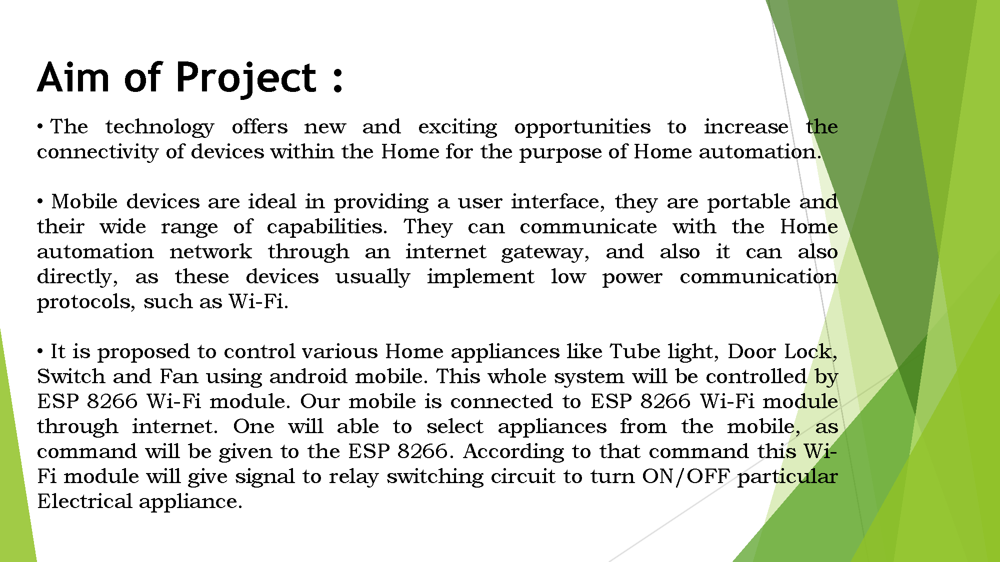 Aim of Project :
• The technology offers new and exciting opportunities to increase the
connectivity of devices within the Home for the purpose of Home automation.
• Mobile devices are ideal in providing a user interface, they are portable and
their wide range of capabilities. They can communicate with the Home
automation network through an internet gateway, and also it can also
directly, as these devices usually implement low power communication
protocols, such as Wi-Fi.
• It is proposed to control various Home appliances like Tube light, Door Lock,
Switch and Fan using android mobile. This whole system will be controlled by
ESP 8266 Wi-Fi module. Our mobile is connected to ESP 8266 Wi-Fi module
through internet. One will able to select appliances from the mobile, as
command will be given to the ESP 8266. According to that command this Wi-
Fi module will give signal to relay switching circuit to turn ON/OFF particular
Electrical appliance.